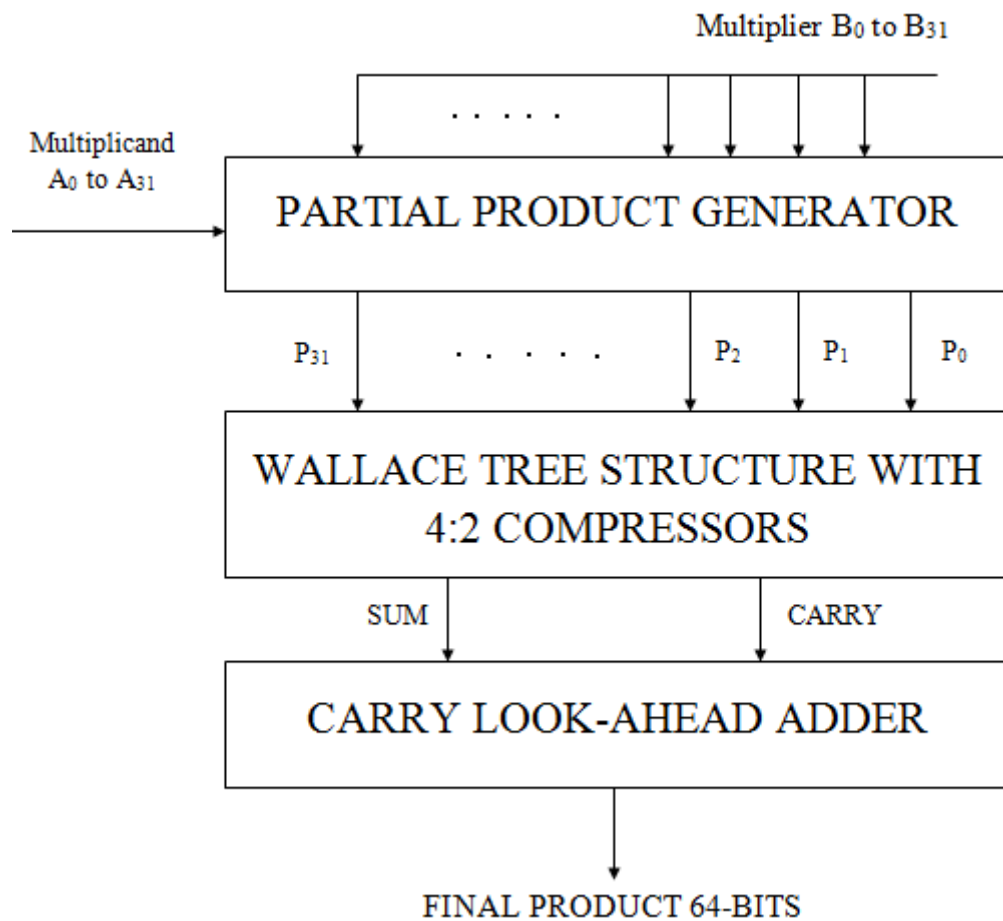 Multiplier B₀ to B₃₁
. . . . .
Multiplicand
A₀ to A₃₁
PARTIAL PRODUCT GENERATOR
P₃₁ . . . . . P₂ P₁ P₀
WALLACE TREE STRUCTURE WITH
4:2 COMPRESSORS
SUM CARRY
CARRY LOOK-AHEAD ADDER
FINAL PRODUCT 64-BITS